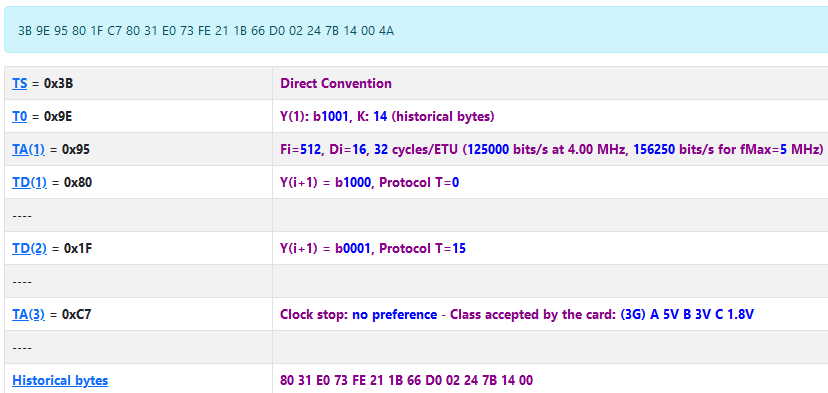 3B 9E 95 80 1F C7 80 31 E0 73 FE 21 1B 66 D0 02 24 7B 14 00 4A
TS = 0x3B Direct Convention
T0 = 0x9E Y(1): b1001, K: 14 (historical bytes)
TA(1) = 0x95 Fi=512, Di=16, 32 cycles/ETU (125000 bits/s at 4.00 MHz, 156250 bits/s for fMax=5 MHz)
TD(1) = 0x80 Y(i+1) = b1000, Protocol T=0
----
TD(2) = 0x1F Y(i+1) = b0001, Protocol T=15
----
TA(3) = 0xC7 Clock stop: no preference - Class accepted by the card: (3G) A 5V B 3V C 1.8V
----
Historical bytes 80 31 E0 73 FE 21 1B 66 D0 02 24 7B 14 00